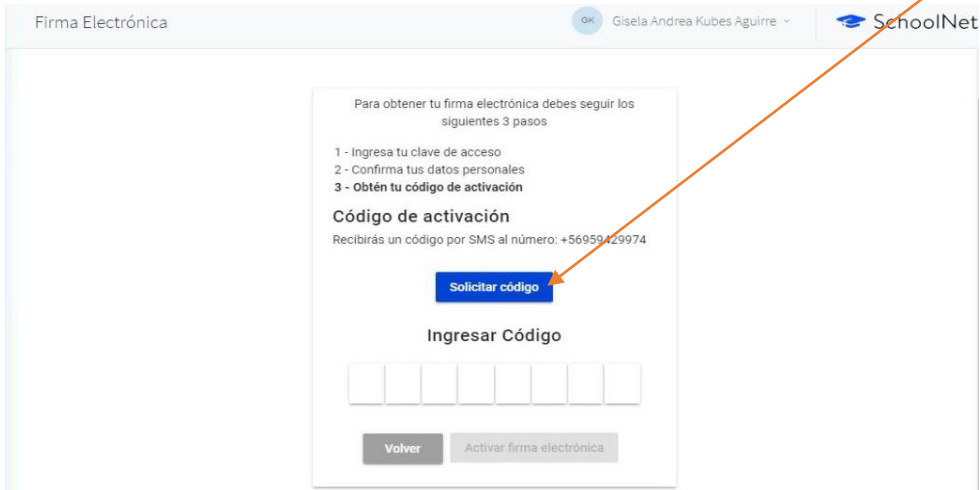 Firma Electrónica
GK Gisela Andrea Kubes Aguirre
SchoolNet
Para obtener tu firma electrónica debes seguir los
siguientes 3 pasos
1 - Ingresa tu clave de acceso
2 - Confirma tus datos personales
3 - Obtén tu código de activación
Código de activación
Recibirás un código por SMS al número: +56959429974
Solicitar código
Ingresar Código
Volver
Activar firma electrónica